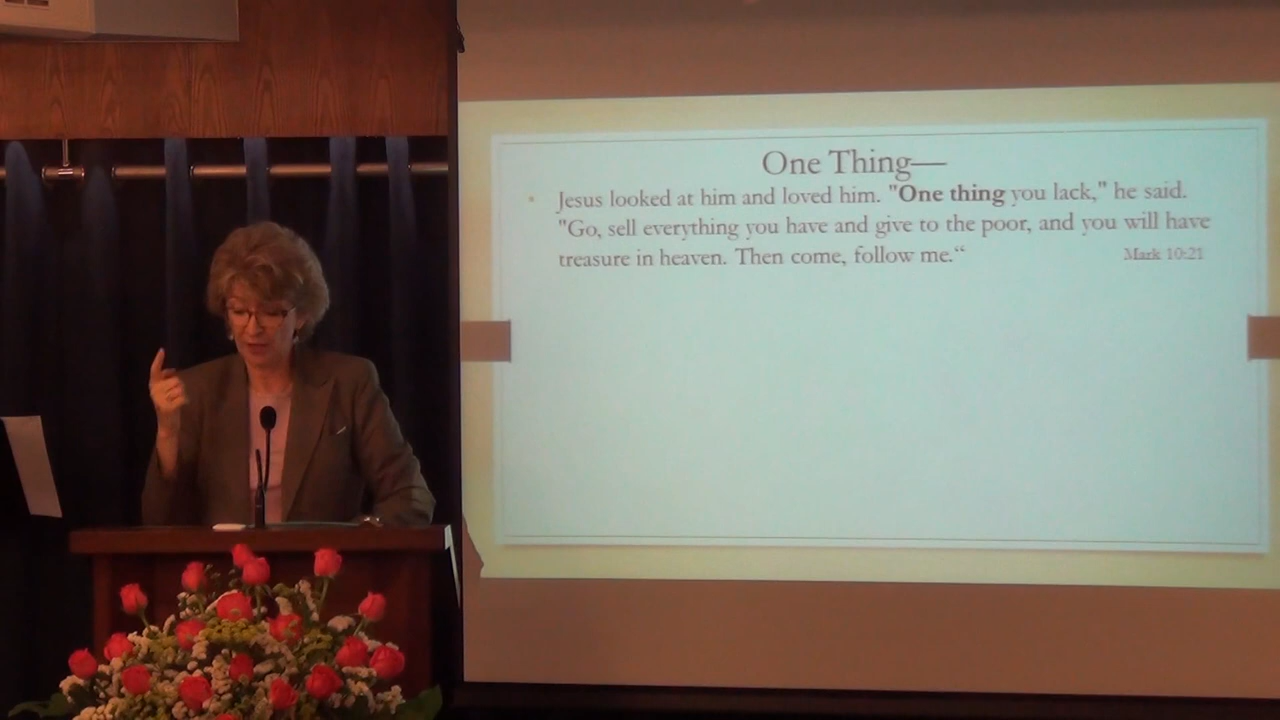 One Thing—
Jesus looked at him and loved him. "One thing you lack," he said.
"Go, sell everything you have and give to the poor, and you will have
treasure in heaven. Then come, follow me.“ Mark 10:21